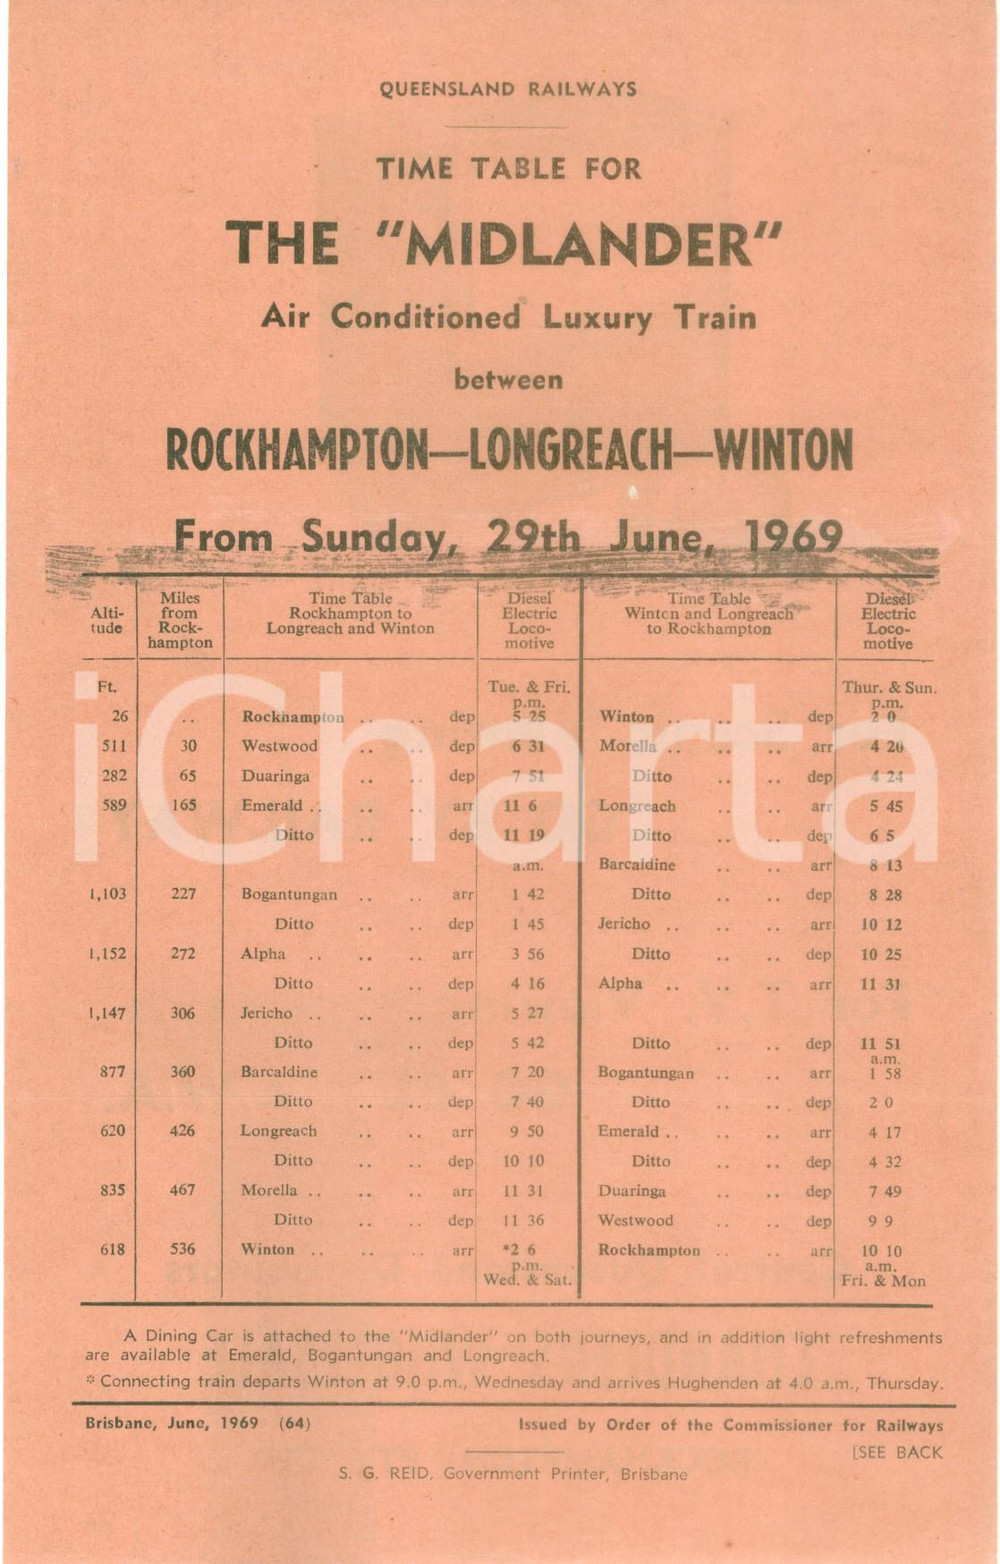 QUEENSLAND RAILWAYS
TIME TABLE FOR
THE "MIDLANDER"
Air Conditioned Luxury Train
between
ROCKHAMPTON—LONGREACH—WINTON
From Sunday, 29th June, 1969
Alti-tude | Miles from Rock-hampton | Time Table Rockhampton to Longreach and Winton | Diesel Electric Loco-motive | Time Table Winton and Longreach to Rockhampton | Diesel Electric Loco-motive
Ft. | | | Tue. & Fri. p.m. | | Thur. & Sun. p.m.
26 | .. | Rockhampton .. .. dep | 5 25 | Winton .. .. .. dep | 2 0
511 | 30 | Westwood .. .. dep | 6 31 | Morella .. .. .. arr | 4 20
282 | 65 | Duaringa .. .. dep | 7 51 | Ditto .. .. dep | 4 24
589 | 165 | Emerald .. .. .. arr | 11 6 | Longreach .. .. arr | 5 45
Ditto .. .. dep | 11 19 | Ditto .. .. dep | 6 5
a.m. | Barcaldine .. .. arr | 8 13
1,103 | 227 | Bogantungan .. .. arr | 1 42 | Ditto .. .. dep | 8 28
Ditto .. .. dep | 1 45 | Jericho .. .. .. arr | 10 12
1,152 | 272 | Alpha .. .. .. arr | 3 56 | Ditto .. .. dep | 10 25
Ditto .. .. dep | 4 16 | Alpha .. .. .. arr | 11 31
1,147 | 306 | Jericho .. .. .. arr | 5 27
Ditto .. .. dep | 5 42 | Ditto .. .. dep | 11 51
a.m.
877 | 360 | Barcaldine .. .. arr | 7 20 | Bogantungan .. .. arr | 1 58
Ditto .. .. dep | 7 40 | Ditto .. .. dep | 2 0
620 | 426 | Longreach .. .. arr | 9 50 | Emerald .. .. .. arr | 4 17
Ditto .. .. dep | 10 10 | Ditto .. .. dep | 4 32
835 | 467 | Morella .. .. .. arr | 11 31 | Duaringa .. .. dep | 7 49
Ditto .. .. dep | 11 36 | Westwood .. .. dep | 9 9
618 | 536 | Winton .. .. .. arr | *2 6 | Rockhampton .. .. arr | 10 10
p.m. | a.m.
Wed. & Sat. | Fri. & Mon
A Dining Car is attached to the "Midlander" on both journeys, and in addition light refreshments
are available at Emerald, Bogantungan and Longreach.
* Connecting train departs Winton at 9.0 p.m., Wednesday and arrives Hughenden at 4.0 a.m., Thursday.
Brisbane, June, 1969 (64) Issued by Order of the Commissioner for Railways
[SEE BACK
S. G. REID, Government Printer, Brisbane
iCharta